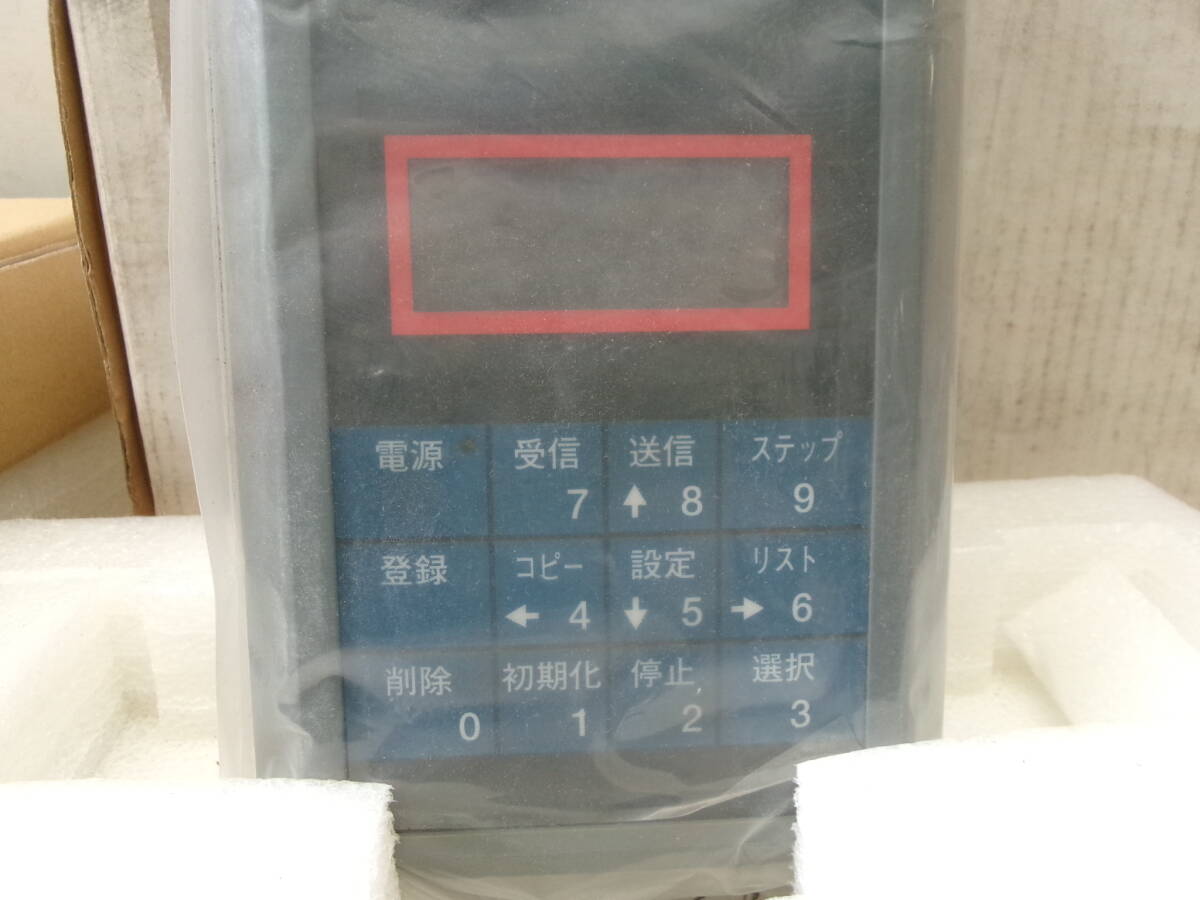 電源 受信 送信 ステップ
7 ↑ 8 9
登録 コピー 設定 リスト
← 4 ↓ 5 → 6
削除 初期化 停止 選択
0 1 2 3